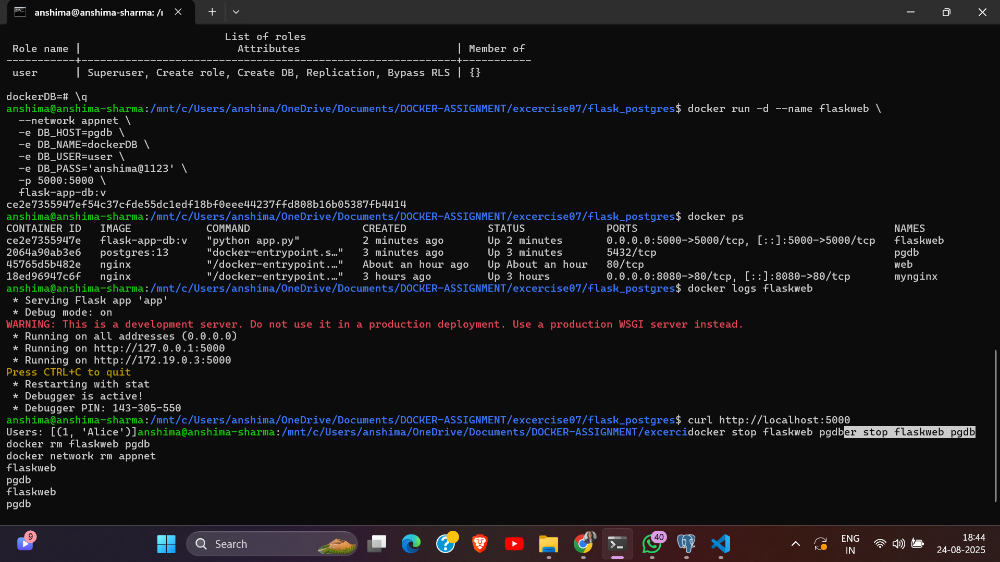 anshima@anshima-sharma: /r
List of roles
Role name | Attributes | Member of
-----------+------------------------------------------------------------+-----------
user | Superuser, Create role, Create DB, Replication, Bypass RLS | {}
dockerDB=# \q
anshima@anshima-sharma:/mnt/c/Users/anshima/OneDrive/Documents/DOCKER-ASSIGNMENT/excercise07/flask_postgres$ docker run -d --name flaskweb \
--network appnet \
-e DB_HOST=pgdb \
-e DB_NAME=dockerDB \
-e DB_USER=user \
-e DB_PASS='anshima@1123' \
-p 5000:5000 \
flask-app-db:v
ce2e7355947ef54c37cfde55dc1edf18bf0eee44237ffd808b16b05387fb4414
anshima@anshima-sharma:/mnt/c/Users/anshima/OneDrive/Documents/DOCKER-ASSIGNMENT/excercise07/flask_postgres$ docker ps
CONTAINER ID IMAGE COMMAND CREATED STATUS PORTS NAMES
ce2e7355947e flask-app-db:v "python app.py" 2 minutes ago Up 2 minutes 0.0.0.0:5000->5000/tcp, [::]:5000->5000/tcp flaskweb
2064a90ab3e6 postgres:13 "docker-entrypoint.s…" 3 minutes ago Up 3 minutes 5432/tcp pgdb
45765d5b482e nginx "/docker-entrypoint.…" About an hour ago Up About an hour 80/tcp web
18ed96947c6f nginx "/docker-entrypoint.…" 3 hours ago Up 3 hours 0.0.0.0:8080->80/tcp, [::]:8080->80/tcp mynginx
anshima@anshima-sharma:/mnt/c/Users/anshima/OneDrive/Documents/DOCKER-ASSIGNMENT/excercise07/flask_postgres$ docker logs flaskweb
* Serving Flask app 'app'
* Debug mode: on
WARNING: This is a development server. Do not use it in a production deployment. Use a production WSGI server instead.
* Running on all addresses (0.0.0.0)
* Running on http://127.0.0.1:5000
* Running on http://172.19.0.3:5000
Press CTRL+C to quit
* Restarting with stat
* Debugger is active!
* Debugger PIN: 143-305-550
anshima@anshima-sharma:/mnt/c/Users/anshima/OneDrive/Documents/DOCKER-ASSIGNMENT/excercise07/flask_postgres$ curl http://localhost:5000
Users: [(1, 'Alice')]anshima@anshima-sharma:/mnt/c/Users/anshima/OneDrive/Documents/DOCKER-ASSIGNMENT/excercidocker stop flaskweb pgdber stop flaskweb pgdb
docker rm flaskweb pgdb
docker network rm appnet
flaskweb
pgdb
flaskweb
pgdb
9
Search
40
ENG
IN
18:44
24-08-2025